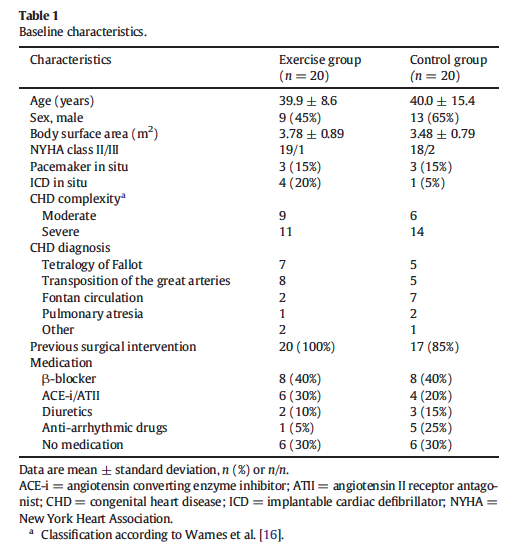 Table 1
Baseline characteristics.
Characteristics Exercise group Control group
(n = 20) (n = 20)
Age (years) 39.9 ± 8.6 40.0 ± 15.4
Sex, male 9 (45%) 13 (65%)
Body surface area (m²) 3.78 ± 0.89 3.48 ± 0.79
NYHA class II/III 19/1 18/2
Pacemaker in situ 3 (15%) 3 (15%)
ICD in situ 4 (20%) 1 (5%)
CHD complexityᵃ
Moderate 9 6
Severe 11 14
CHD diagnosis
Tetralogy of Fallot 7 5
Transposition of the great arteries 8 5
Fontan circulation 2 7
Pulmonary atresia 1 2
Other 2 1
Previous surgical intervention 20 (100%) 17 (85%)
Medication
β-blocker 8 (40%) 8 (40%)
ACE-i/ATII 6 (30%) 4 (20%)
Diuretics 2 (10%) 3 (15%)
Anti-arrhythmic drugs 1 (5%) 5 (25%)
No medication 6 (30%) 6 (30%)
Data are mean ± standard deviation, n (%) or n/n.
ACE-i = angiotensin converting enzyme inhibitor; ATII = angiotensin II receptor antago-
nist; CHD = congenital heart disease; ICD = implantable cardiac defibrillator; NYHA =
New York Heart Association.
ᵃ Classification according to Warnes et al. [16].